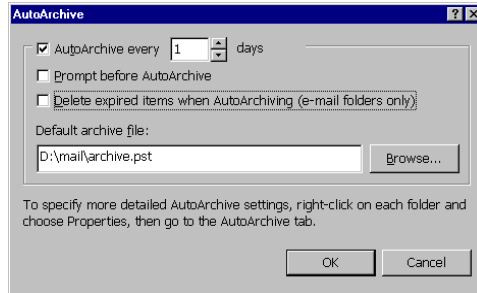 AutoArchive
AutoArchive every 1 days
Prompt before AutoArchive
Delete expired items when AutoArchiving (e-mail folders only)
Default archive file:
D:\mail\archive.pst
Browse...
To specify more detailed AutoArchive settings, right-click on each folder and
choose Properties, then go to the AutoArchive tab.
OK Cancel